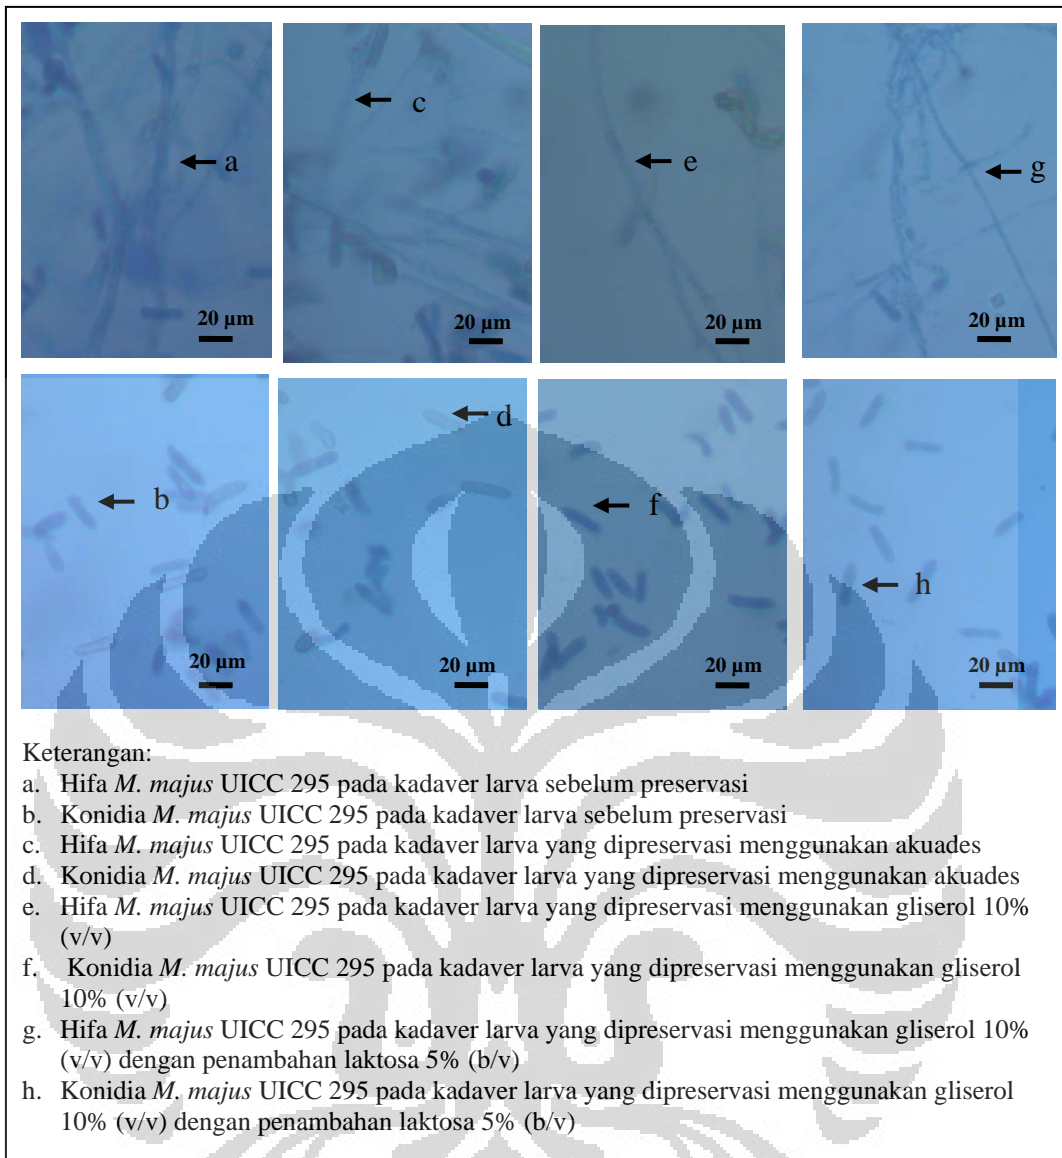 a
c
e
g
20 µm
20 µm
20 µm
20 µm
b
d
f
h
20 µm
20 µm
20 µm
20 µm
Keterangan:
a. Hifa M. majus UICC 295 pada kadaver larva sebelum preservasi
b. Konidia M. majus UICC 295 pada kadaver larva sebelum preservasi
c. Hifa M. majus UICC 295 pada kadaver larva yang dipreservasi menggunakan akuades
d. Konidia M. majus UICC 295 pada kadaver larva yang dipreservasi menggunakan akuades
e. Hifa M. majus UICC 295 pada kadaver larva yang dipreservasi menggunakan gliserol 10%
(v/v)
f. Konidia M. majus UICC 295 pada kadaver larva yang dipreservasi menggunakan gliserol
10% (v/v)
g. Hifa M. majus UICC 295 pada kadaver larva yang dipreservasi menggunakan gliserol 10%
(v/v) dengan penambahan laktosa 5% (b/v)
h. Konidia M. majus UICC 295 pada kadaver larva yang dipreservasi menggunakan gliserol
10% (v/v) dengan penambahan laktosa 5% (b/v)